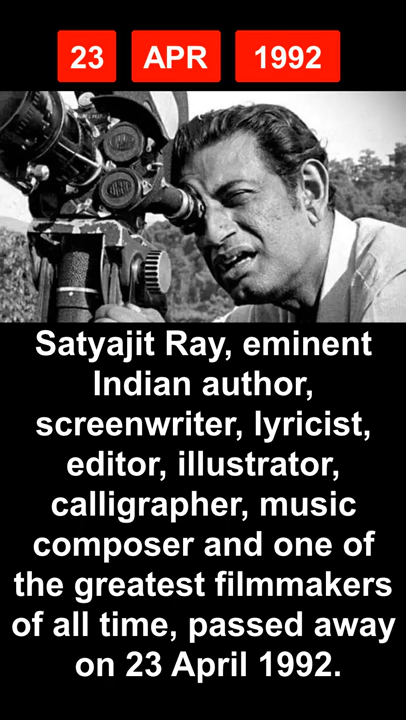 23 APR 1992
Satyajit Ray, eminent
Indian author,
screenwriter, lyricist,
editor, illustrator,
calligrapher, music
composer and one of
the greatest filmmakers
of all time, passed away
on 23 April 1992.